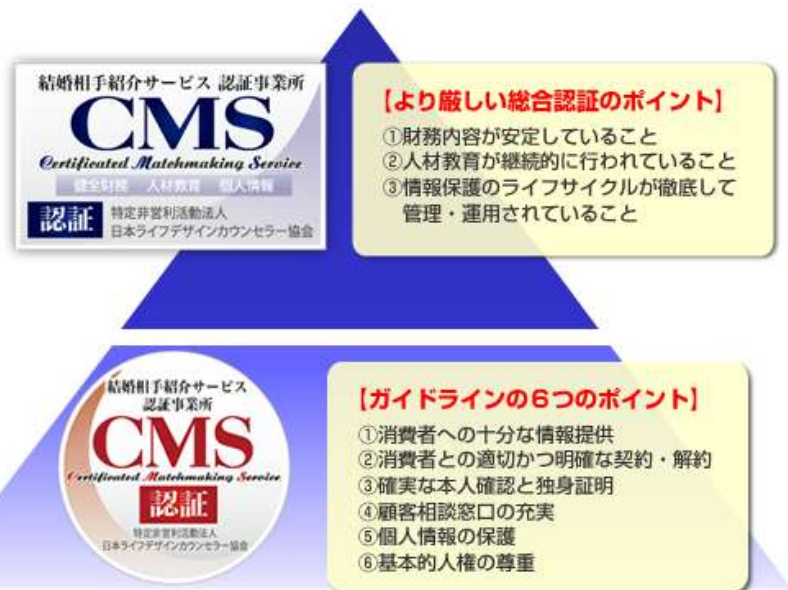 結婚相手紹介サービス 認証事業所
CMS
Certificated Matchmaking Service
健全財務 人材教育 個人情報
認証
特定非営利活動法人
日本ライフデザインカウンセラー協会
【より厳しい総合認証のポイント】
①財務内容が安定していること
②人材教育が継続的に行われていること
③情報保護のライフサイクルが徹底して
管理・運用されていること
結婚相手紹介サービス
認証事業所
CMS
Certificated Matchmaking Service
認証
特定非営利活動法人
日本ライフデザインカウンセラー協会
【ガイドラインの6つのポイント】
①消費者への十分な情報提供
②消費者との適切かつ明確な契約・解約
③確実な本人確認と独身証明
④顧客相談窓口の充実
⑤個人情報の保護
⑥基本的人権の尊重